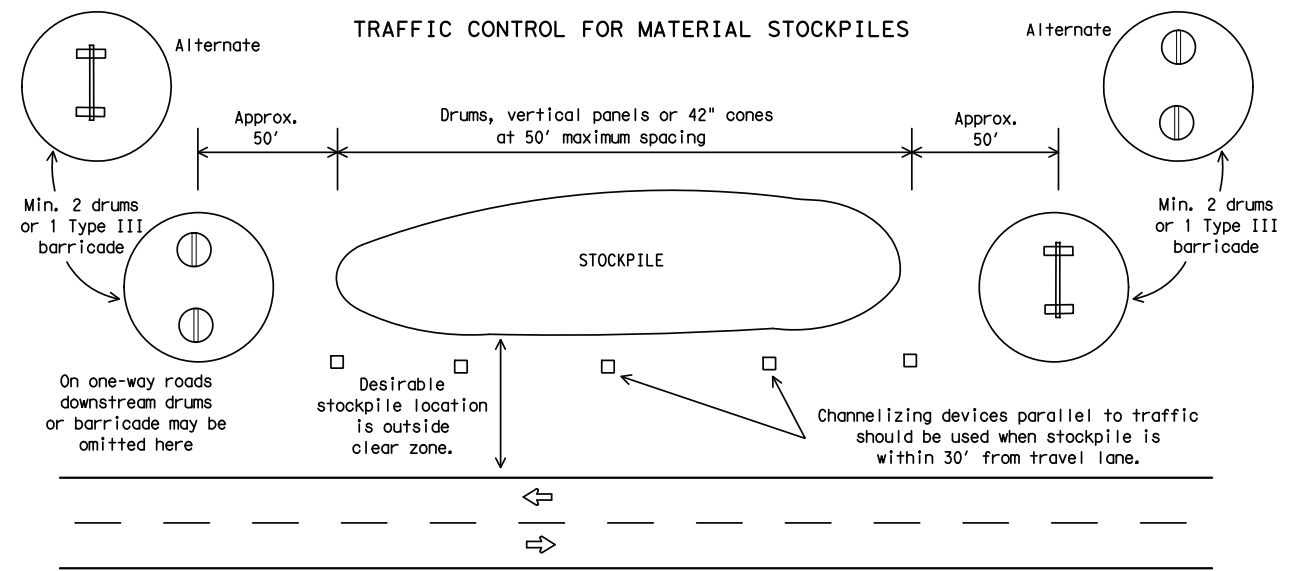 TRAFFIC CONTROL FOR MATERIAL STOCKPILES
Alternate
Alternate
Approx.
50'
Drums, vertical panels or 42" cones
at 50' maximum spacing
Approx.
50'
Min. 2 drums
or 1 Type III
barricade
Min. 2 drums
or 1 Type III
barricade
STOCKPILE
On one-way roads
downstream drums
or barricade may be
omitted here
Desirable
stockpile location
is outside
clear zone.
Channelizing devices parallel to traffic
should be used when stockpile is
within 30' from travel lane.